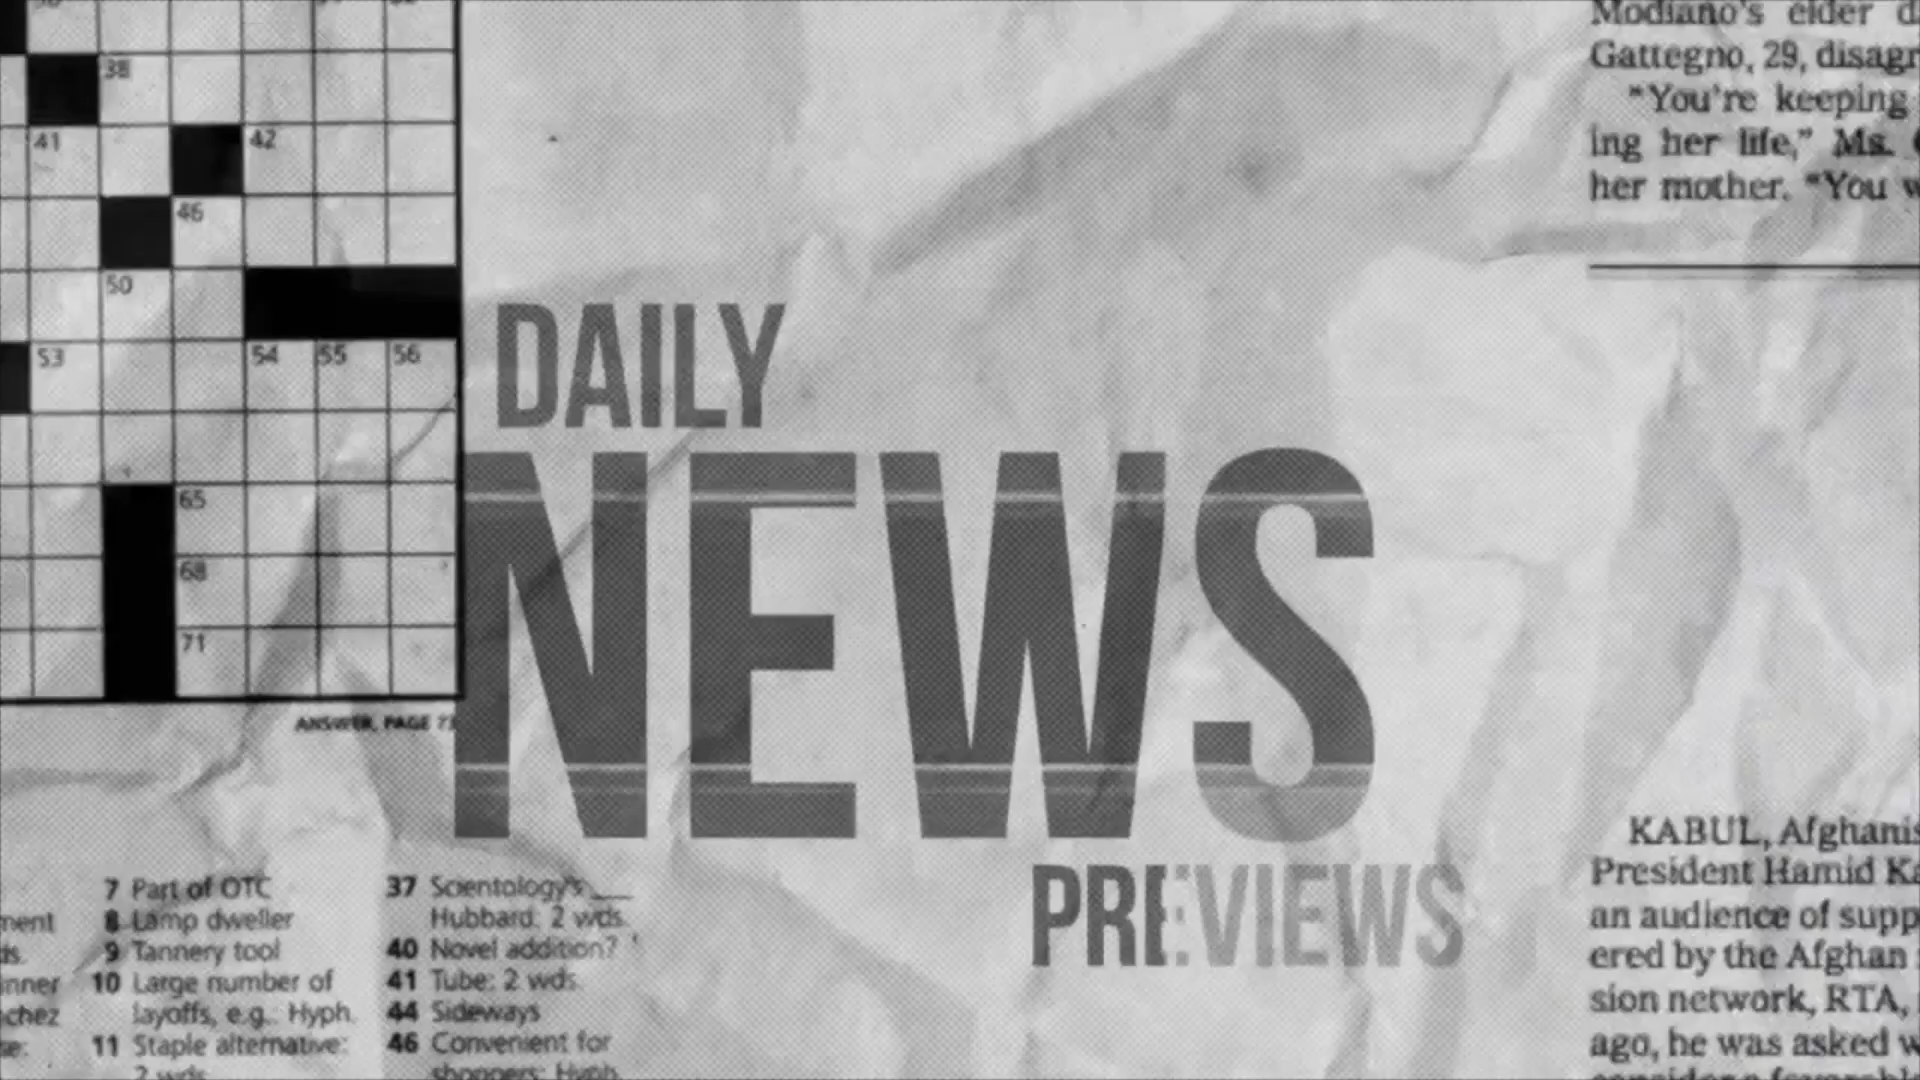 38
41
42
46
50
53
54
55
56
65
68
71
ANSWER, PAGE 73
DAILY
NEWS
PREVIEWS
7 Part of OTC
8 Lamp dweller
9 Tannery tool
10 Large number of
layoffs, e.g.: Hyph.
11 Staple alternative:
2 wds.
37 Scientology's ___
Hubbard: 2 wds.
40 Novel addition?
41 Tube: 2 wds.
44 Sideways
46 Convenient for
shoppers: Hyph.
Modiano's elder
Gattegno, 29,
"You're keeping
ing her life," Ms.
her mother. "You
KABUL,
President Hamid
an audience of
ered by the Afghan
sion network, RTA,
ago, he was asked